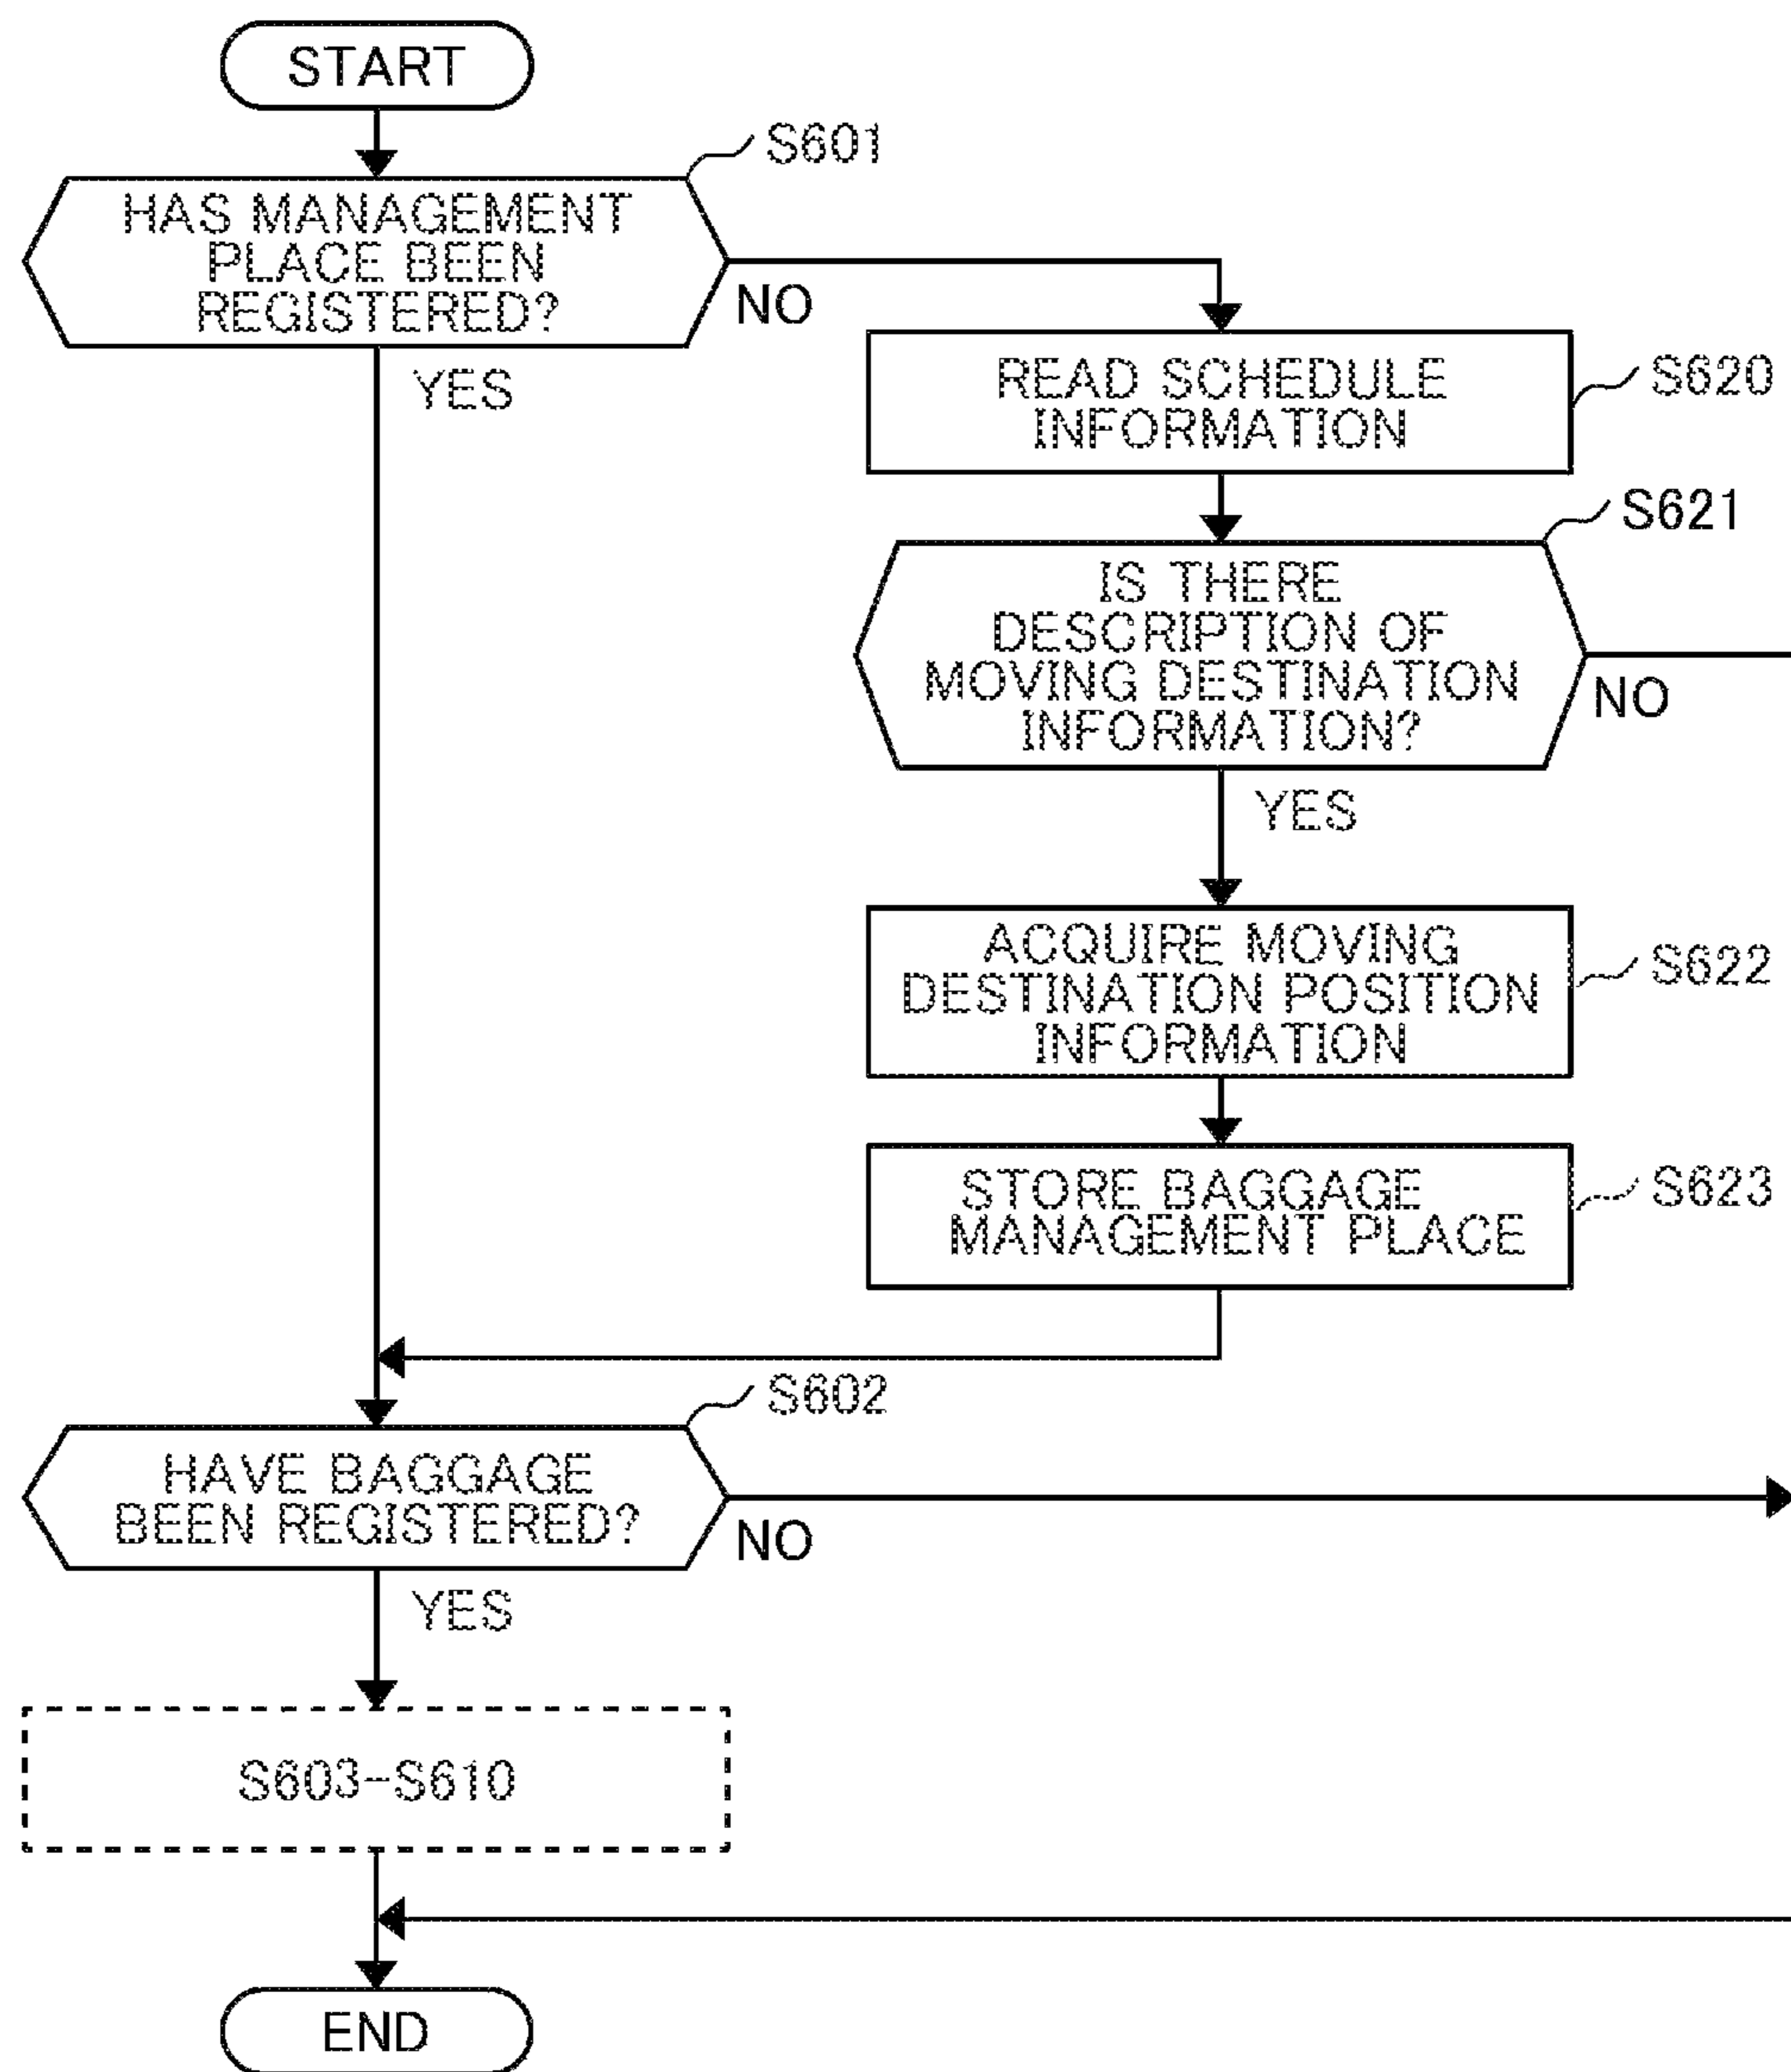 START
S601
HAS MANAGEMENT
PLACE BEEN
REGISTERED?
NO
YES
READ SCHEDULE
INFORMATION
S620
S621
IS THERE
DESCRIPTION OF
MOVING DESTINATION
INFORMATION?
NO
YES
ACQUIRE MOVING
DESTINATION POSITION
INFORMATION
S622
STORE BAGGAGE
MANAGEMENT PLACE
S623
S602
HAVE BAGGAGE
BEEN REGISTERED?
NO
YES
S603-S610
END